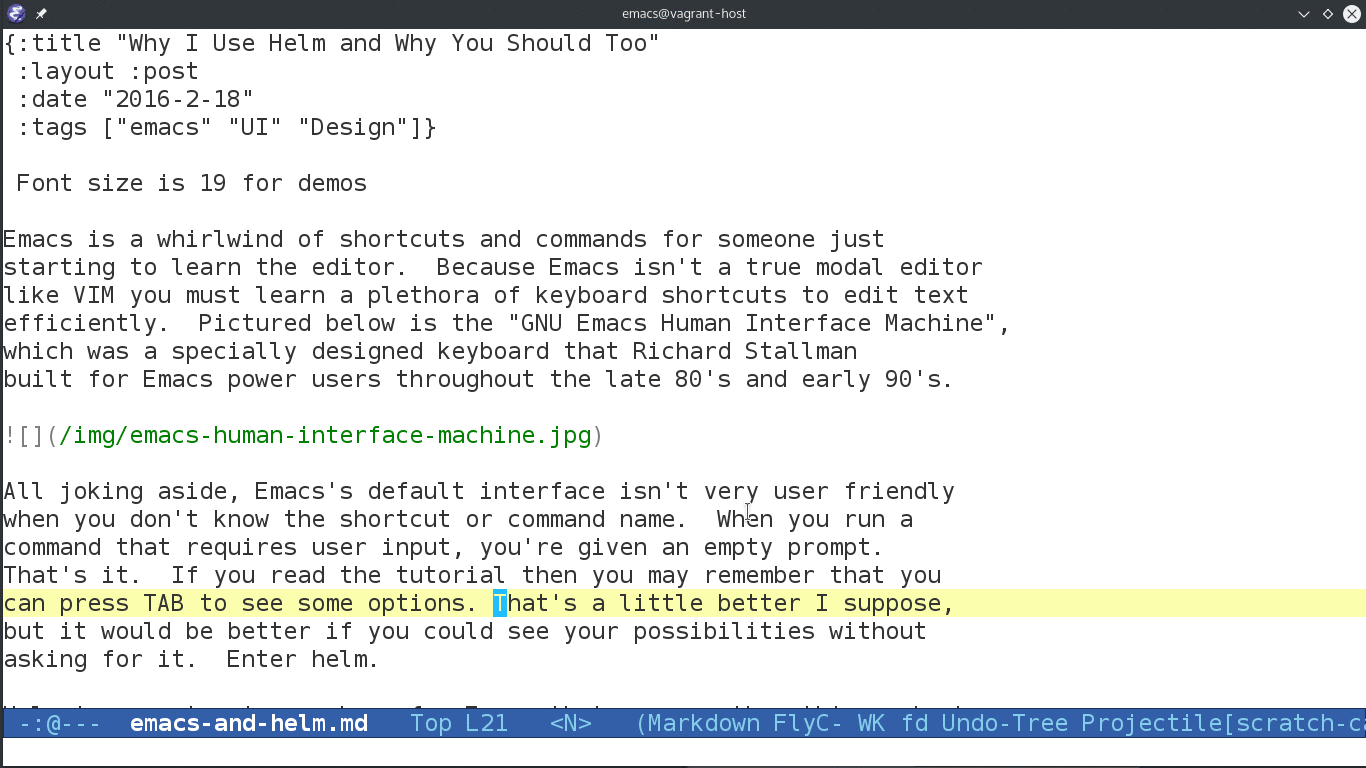 emacs@vagrant-host
{:title "Why I Use Helm and Why You Should Too"
:layout :post
:date "2016-2-18"
:tags ["emacs" "UI" "Design"]}
Font size is 19 for demos
Emacs is a whirlwind of shortcuts and commands for someone just
starting to learn the editor.  Because Emacs isn't a true modal editor
like VIM you must learn a plethora of keyboard shortcuts to edit text
efficiently.  Pictured below is the "GNU Emacs Human Interface Machine",
which was a specially designed keyboard that Richard Stallman
built for Emacs power users throughout the late 80's and early 90's.
![](/img/emacs-human-interface-machine.jpg)
All joking aside, Emacs's default interface isn't very user friendly
when you don't know the shortcut or command name.  When you run a
command that requires user input, you're given an empty prompt.
That's it.  If you read the tutorial then you may remember that you
can press TAB to see some options. That's a little better I suppose,
but it would be better if you could see your possibilities without
asking for it.  Enter helm.
-:@---  emacs-and-helm.md   Top L21   <N>   (Markdown FlyC- WK fd Undo-Tree Projectile[scratch-ca